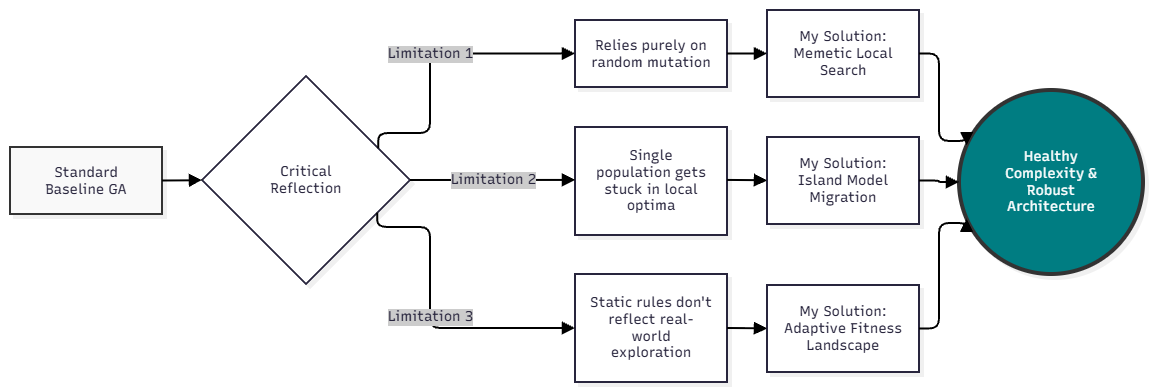 Standard
Baseline GA
Critical
Reflection
Limitation 1
Relies purely on
random mutation
My Solution:
Memetic Local
Search
Limitation 2
Single
population gets
stuck in local
optima
My Solution:
Island Model
Migration
Limitation 3
Static rules don't
reflect real-
world
exploration
My Solution:
Adaptive Fitness
Landscape
Healthy
Complexity &
Robust
Architecture